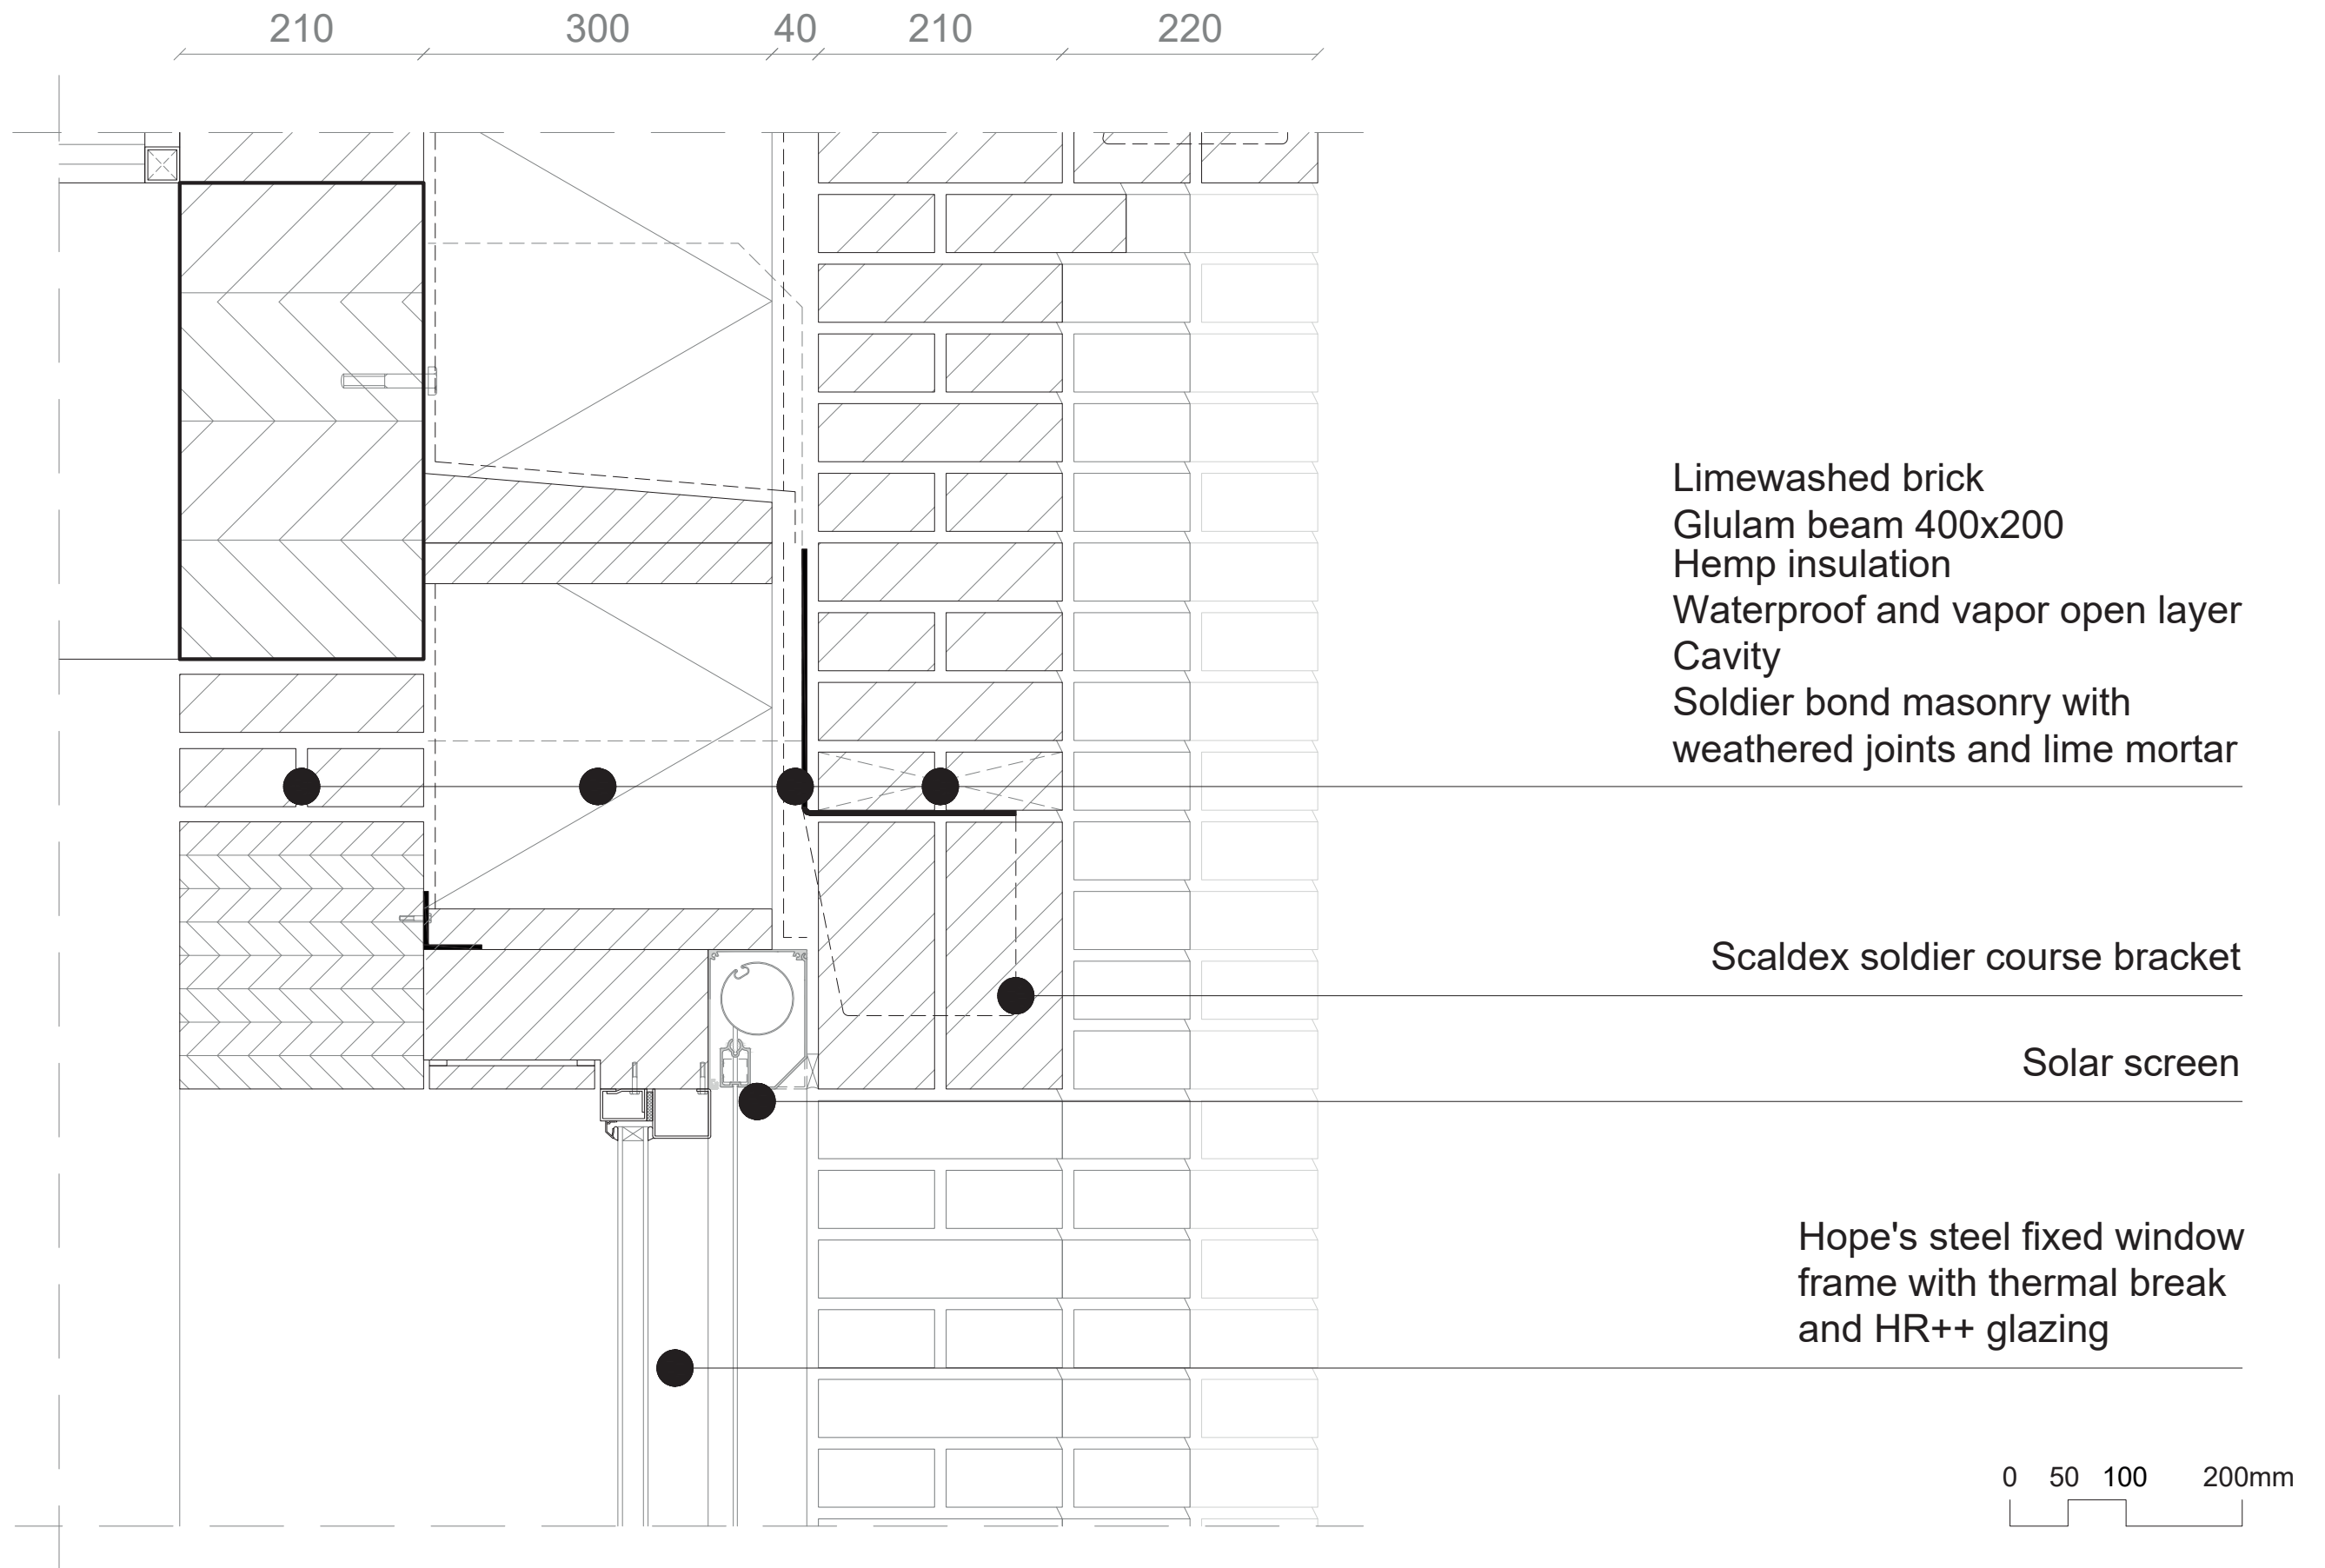 210 300 40 210 220
Limewashed brick
Glulam beam 400x200
Hemp insulation
Waterproof and vapor open layer
Cavity
Soldier bond masonry with
weathered joints and lime mortar
Scaldex soldier course bracket
Solar screen
Hope's steel fixed window
frame with thermal break
and HR++ glazing
0 50 100 200mm